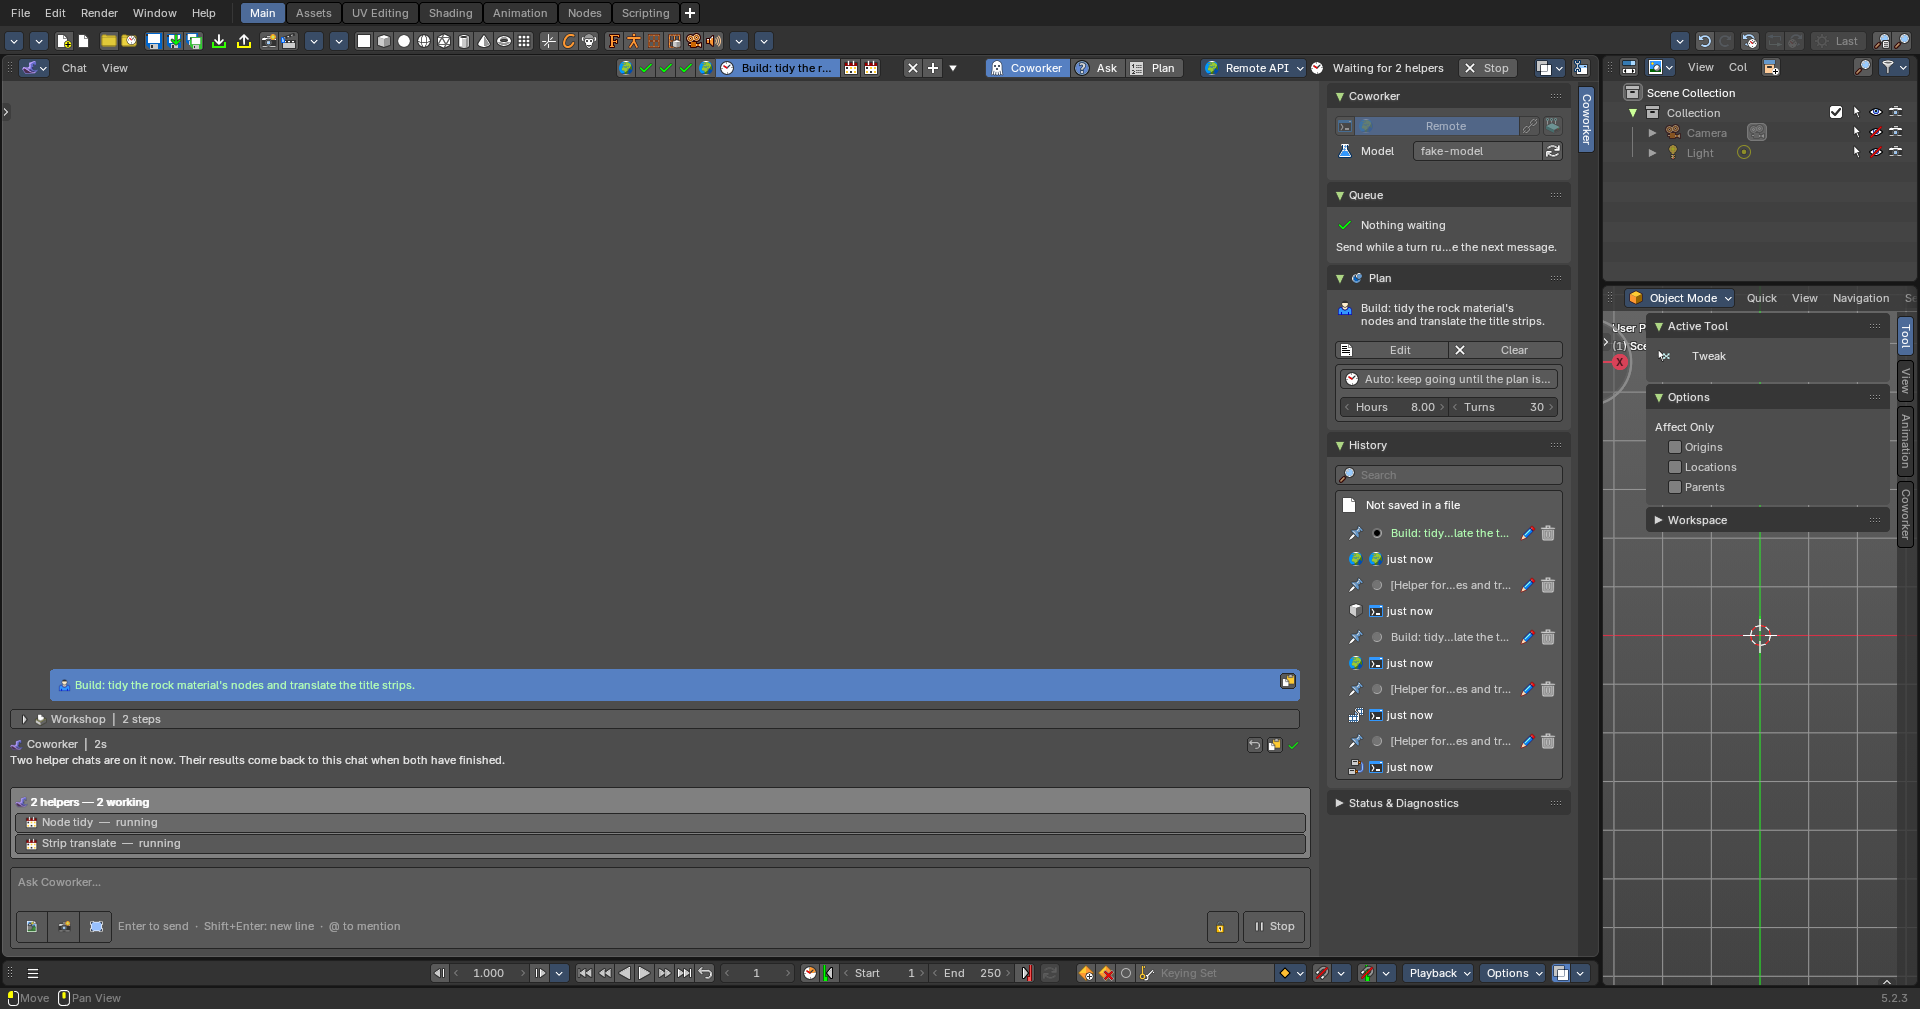 File Edit Render Window Help Main Assets UV Editing Shading Animation Nodes Scripting
Last
Chat View Build: tidy the r... Coworker Ask Plan Remote API Waiting for 2 helpers Stop
View Col
Scene Collection
Collection
Camera
Light
Coworker
Remote
Model fake-model
Coworker
Queue
Nothing waiting
Send while a turn ru...e the next message.
Plan
Build: tidy the rock material's
nodes and translate the title strips.
Edit Clear
Auto: keep going until the plan is...
Hours 8.00 Turns 30
History
Search
Not saved in a file
Build: tidy...late the t...
just now
[Helper for...es and tr...
just now
Build: tidy...late the t...
just now
[Helper for...es and tr...
just now
[Helper for...es and tr...
just now
Status & Diagnostics
Object Mode Quick View Navigation Se
User P
(1) Sce
X
Active Tool
Tweak
Options
Affect Only
Origins
Locations
Parents
Workspace
Tool
View
Animation
Coworker
Build: tidy the rock material's nodes and translate the title strips.
Workshop | 2 steps
Coworker | 2s
Two helper chats are on it now. Their results come back to this chat when both have finished.
2 helpers — 2 working
Node tidy — running
Strip translate — running
Ask Coworker...
Enter to send · Shift+Enter: new line · @ to mention
Stop
1.000 1 Start 1 End 250 Keying Set Playback Options
Move Pan View
5.2.3